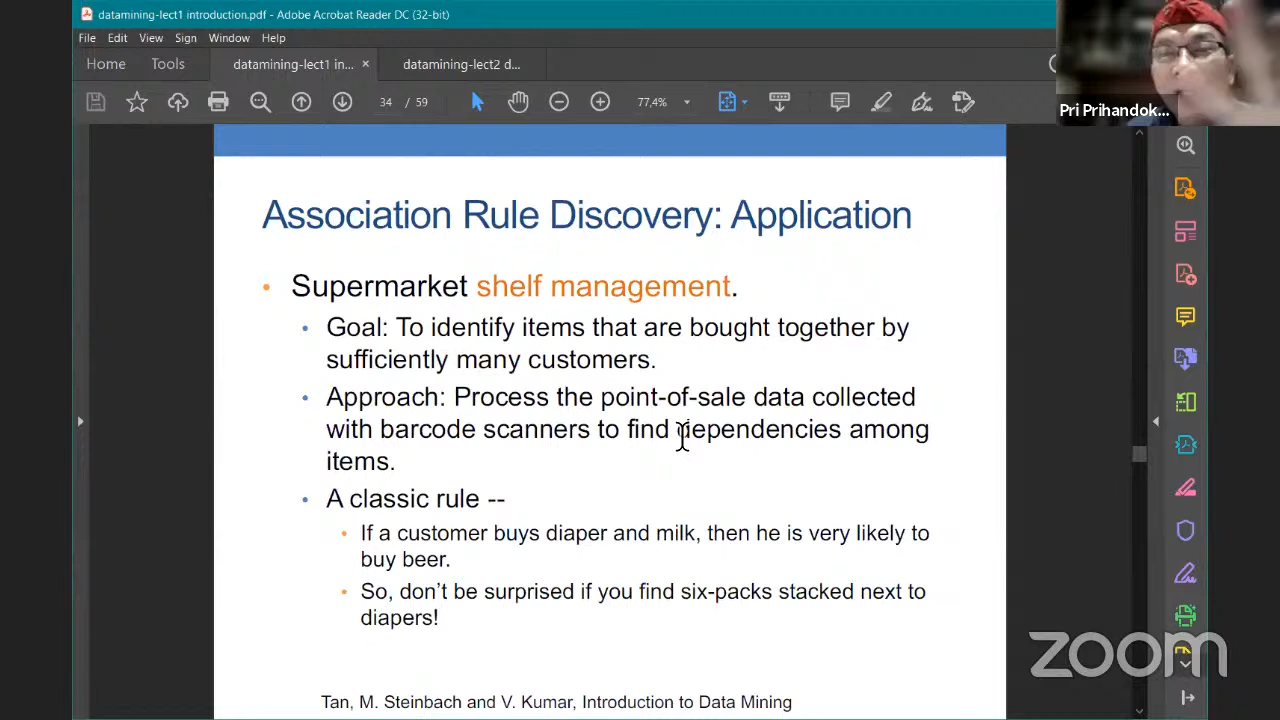 datamining-lect1 introduction.pdf - Adobe Acrobat Reader DC (32-bit)
File Edit View Sign Window Help
Home Tools datamining-lect1 in... × datamining-lect2 d...
34 / 59 77,4%
Pri Prihandok...
Association Rule Discovery: Application
• Supermarket shelf management.
• Goal: To identify items that are bought together by
sufficiently many customers.
• Approach: Process the point-of-sale data collected
with barcode scanners to find dependencies among
items.
• A classic rule --
• If a customer buys diaper and milk, then he is very likely to
buy beer.
• So, don’t be surprised if you find six-packs stacked next to
diapers!
Tan, M. Steinbach and V. Kumar, Introduction to Data Mining
zoom